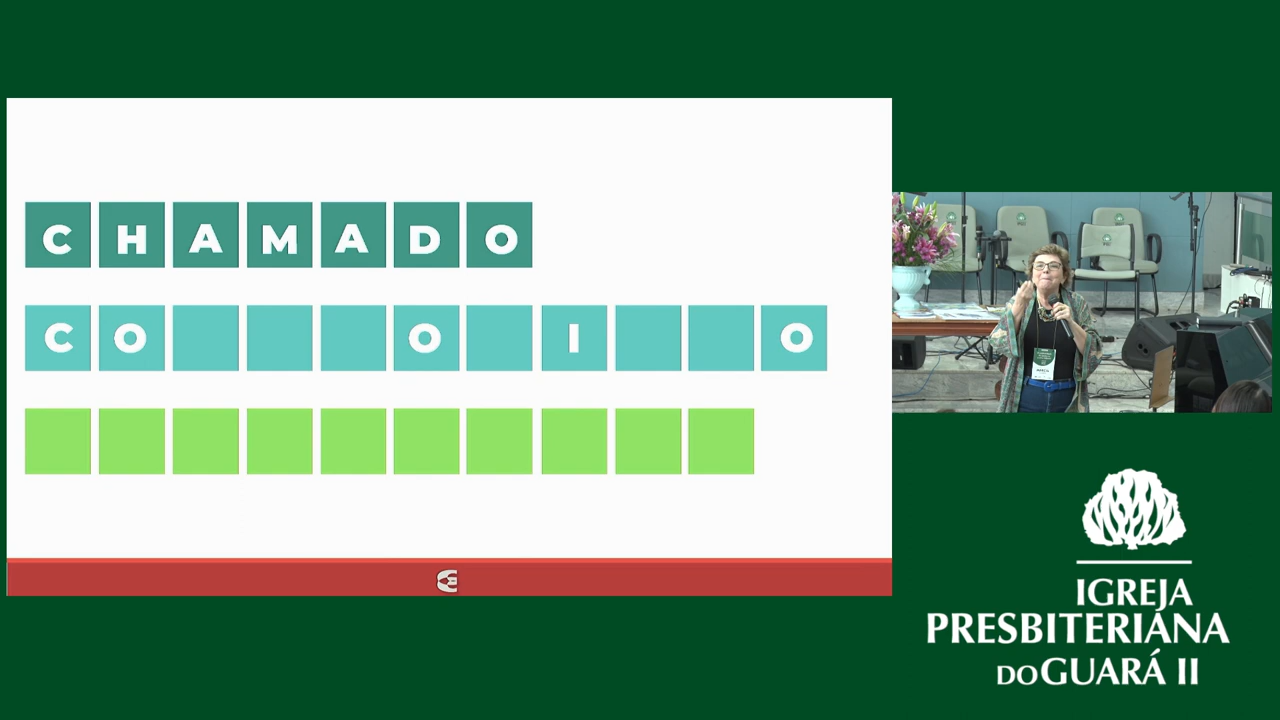 CHAMADO
CO O I O
IGREJA
PRESBITERIANA
DO GUARÁ II